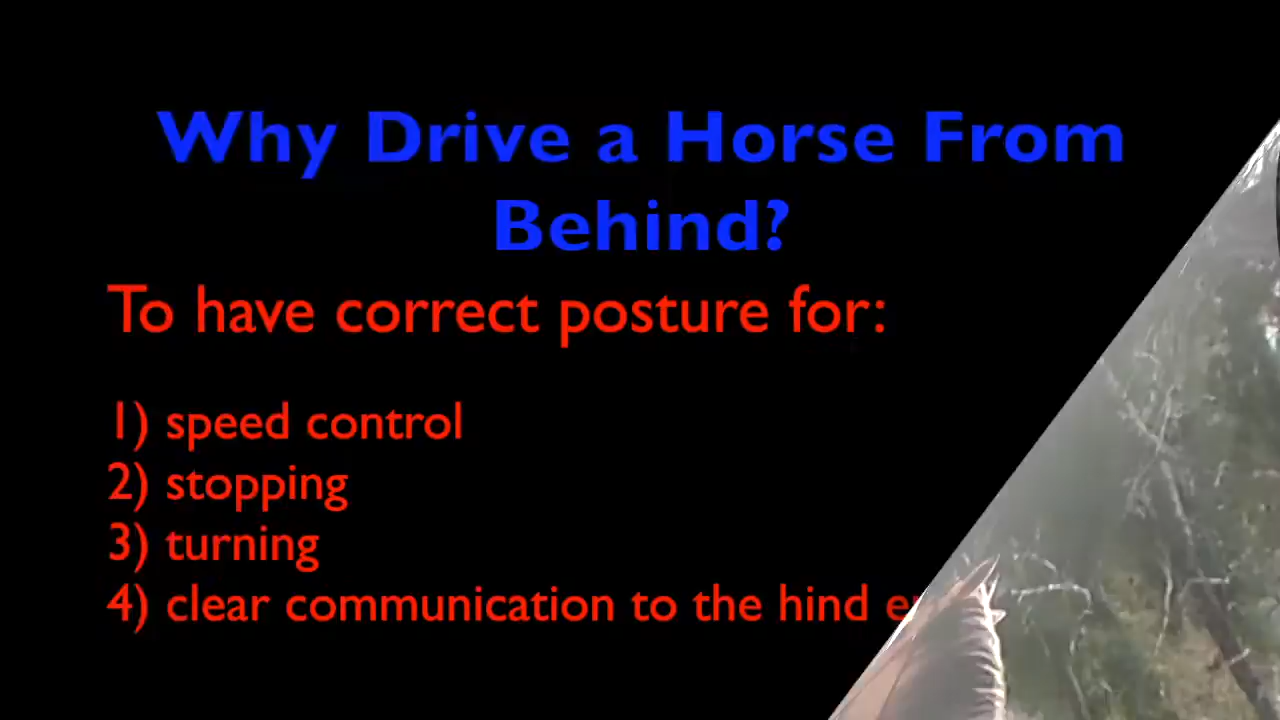 Why Drive a Horse From
Behind?
To have correct posture for:
1) speed control
2) stopping
3) turning
4) clear communication to the hind